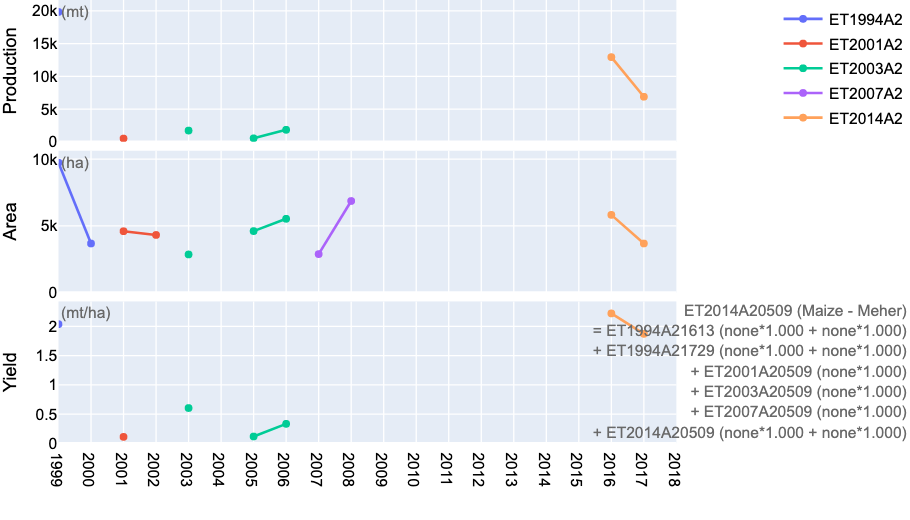 Production
(mt)
20k
15k
10k
5k
0
ET1994A2
ET2001A2
ET2003A2
ET2007A2
ET2014A2
Area
(ha)
10k
5k
0
Yield
(mt/ha)
2
1.5
1
0.5
0
ET2014A20509 (Maize - Meher)
= ET1994A21613 (none*1.000 + none*1.000)
+ ET1994A21729 (none*1.000 + none*1.000)
+ ET2001A20509 (none*1.000)
+ ET2003A20509 (none*1.000)
+ ET2007A20509 (none*1.000)
+ ET2014A20509 (none*1.000 + none*1.000)
1999
2000
2001
2002
2003
2004
2005
2006
2007
2008
2009
2010
2011
2012
2013
2014
2015
2016
2017
2018